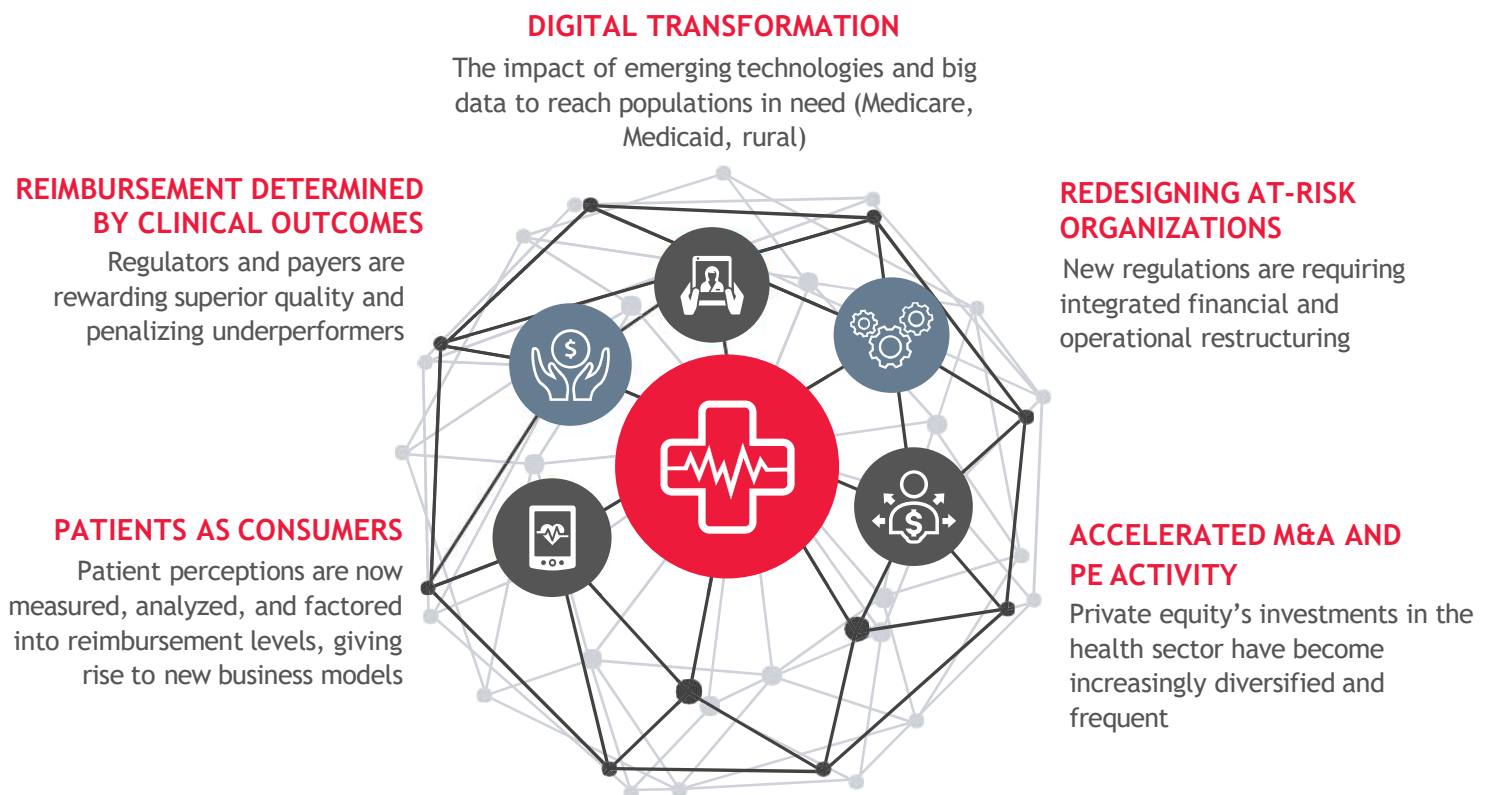 DIGITAL TRANSFORMATION
The impact of emerging technologies and big
data to reach populations in need (Medicare,
Medicaid, rural)
REIMBURSEMENT DETERMINED
BY CLINICAL OUTCOMES
Regulators and payers are
rewarding superior quality and
penalizing underperformers
REDESIGNING AT-RISK
ORGANIZATIONS
New regulations are requiring
integrated financial and
operational restructuring
$
$
PATIENTS AS CONSUMERS
Patient perceptions are now
measured, analyzed, and factored
into reimbursement levels, giving
rise to new business models
ACCELERATED M&A AND
PE ACTIVITY
Private equity’s investments in the
health sector have become
increasingly diversified and
frequent